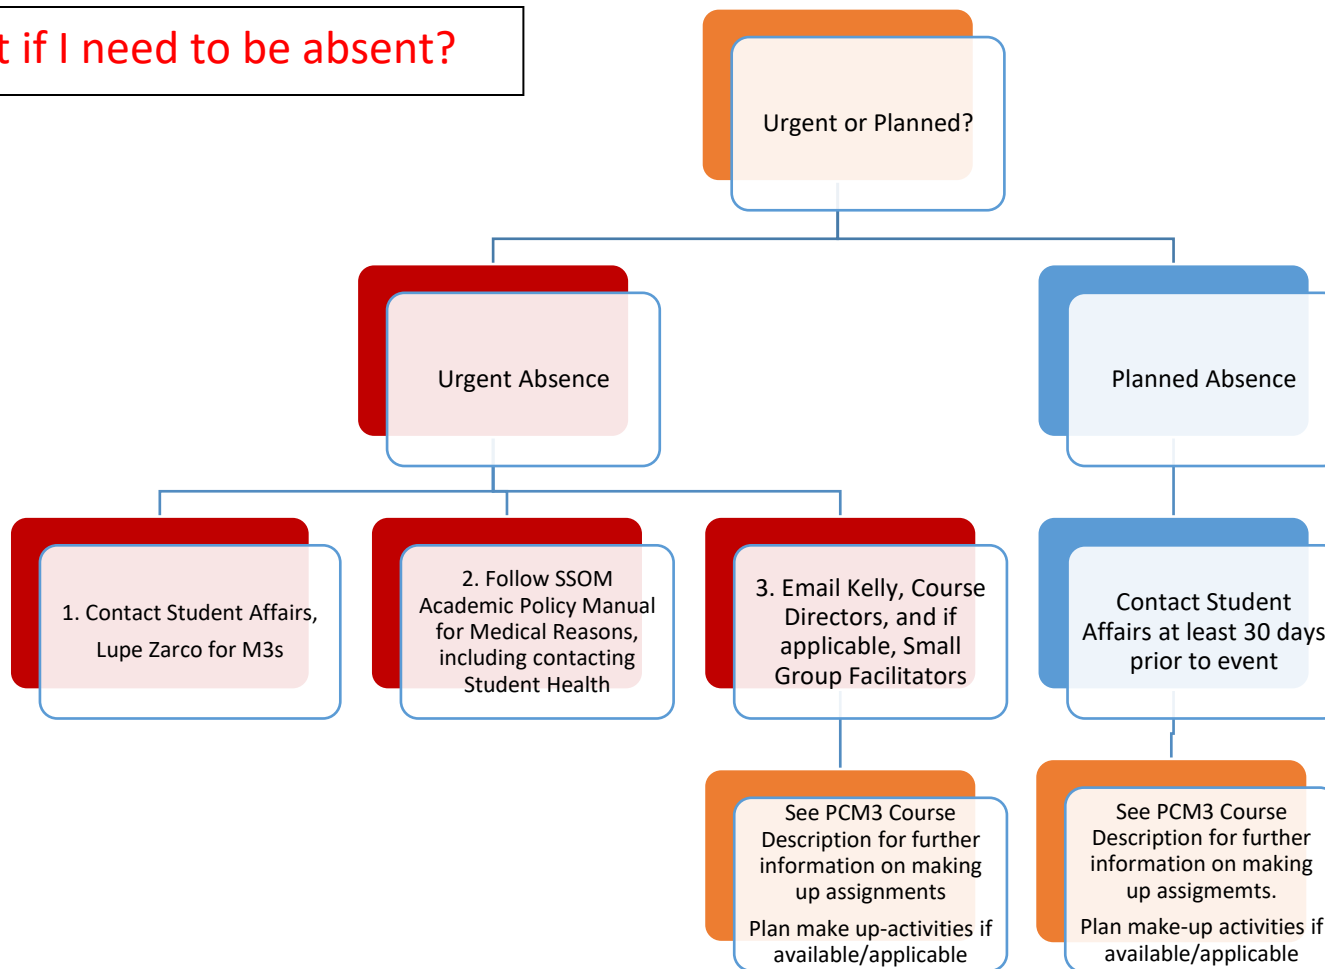 t if I need to be absent?
Urgent or Planned?
Urgent Absence
Planned Absence
1. Contact Student Affairs,
Lupe Zarco for M3s
2. Follow SSOM
Academic Policy Manual
for Medical Reasons,
including contacting
Student Health
3. Email Kelly, Course
Directors, and if
applicable, Small
Group Facilitators
Contact Student
Affairs at least 30 days
prior to event
See PCM3 Course
Description for further
information on making
up assignments
Plan make up-activities if
available/applicable
See PCM3 Course
Description for further
information on making
up assigmemts.
Plan make-up activities if
available/applicable